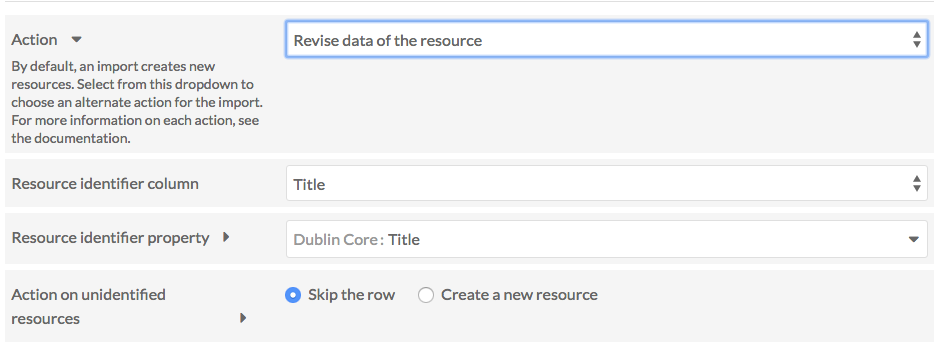 Action
Revise data of the resource
By default, an import creates new
resources. Select from this dropdown to
choose an alternate action for the import.
For more information on each action, see
the documentation.
Resource identifier column
Title
Resource identifier property
Dublin Core : Title
Action on unidentified
resources
Skip the row
Create a new resource